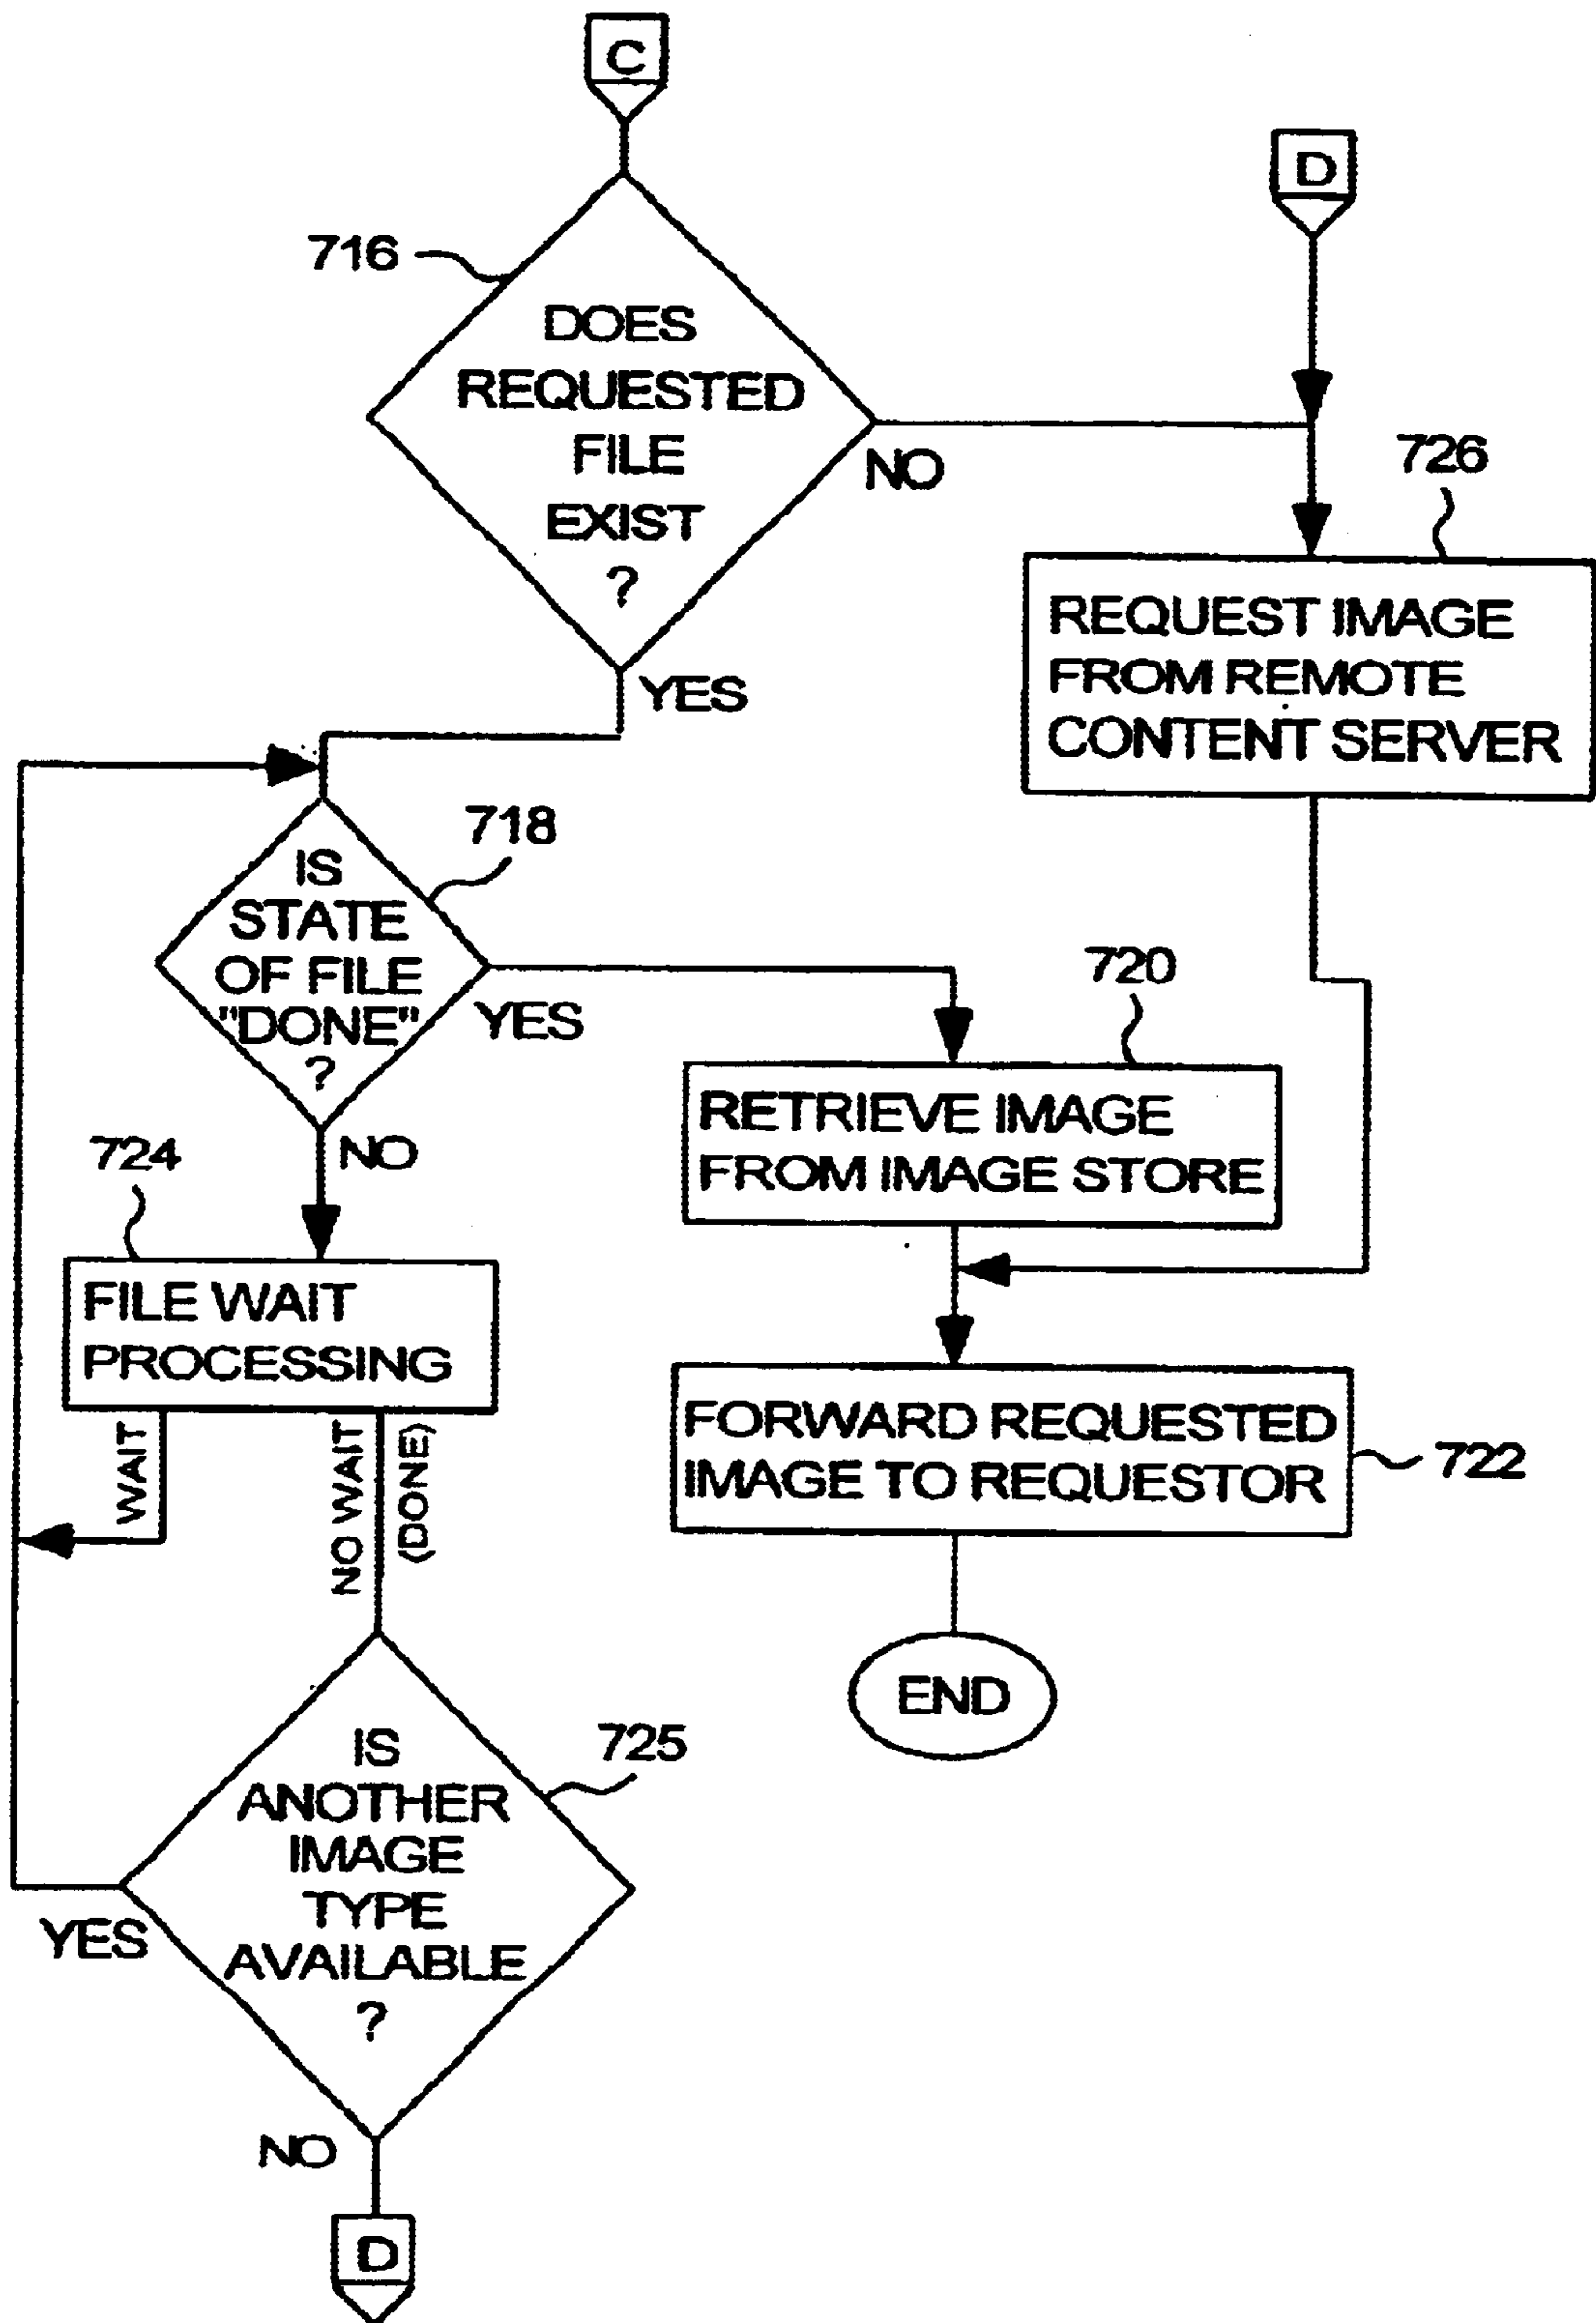 C
D
716
DOES
REQUESTED
FILE
EXIST
?
NO
YES
726
REQUEST IMAGE
FROM REMOTE
CONTENT SERVER
718
IS
STATE
OF FILE
"DONE"
?
YES
NO
720
RETRIEVE IMAGE
FROM IMAGE STORE
724
FILE WAIT
PROCESSING
WAIT
NO WAIT
(DONE)
FORWARD REQUESTED
IMAGE TO REQUESTOR
722
END
725
IS
ANOTHER
IMAGE
TYPE
AVAILABLE
?
YES
NO
D